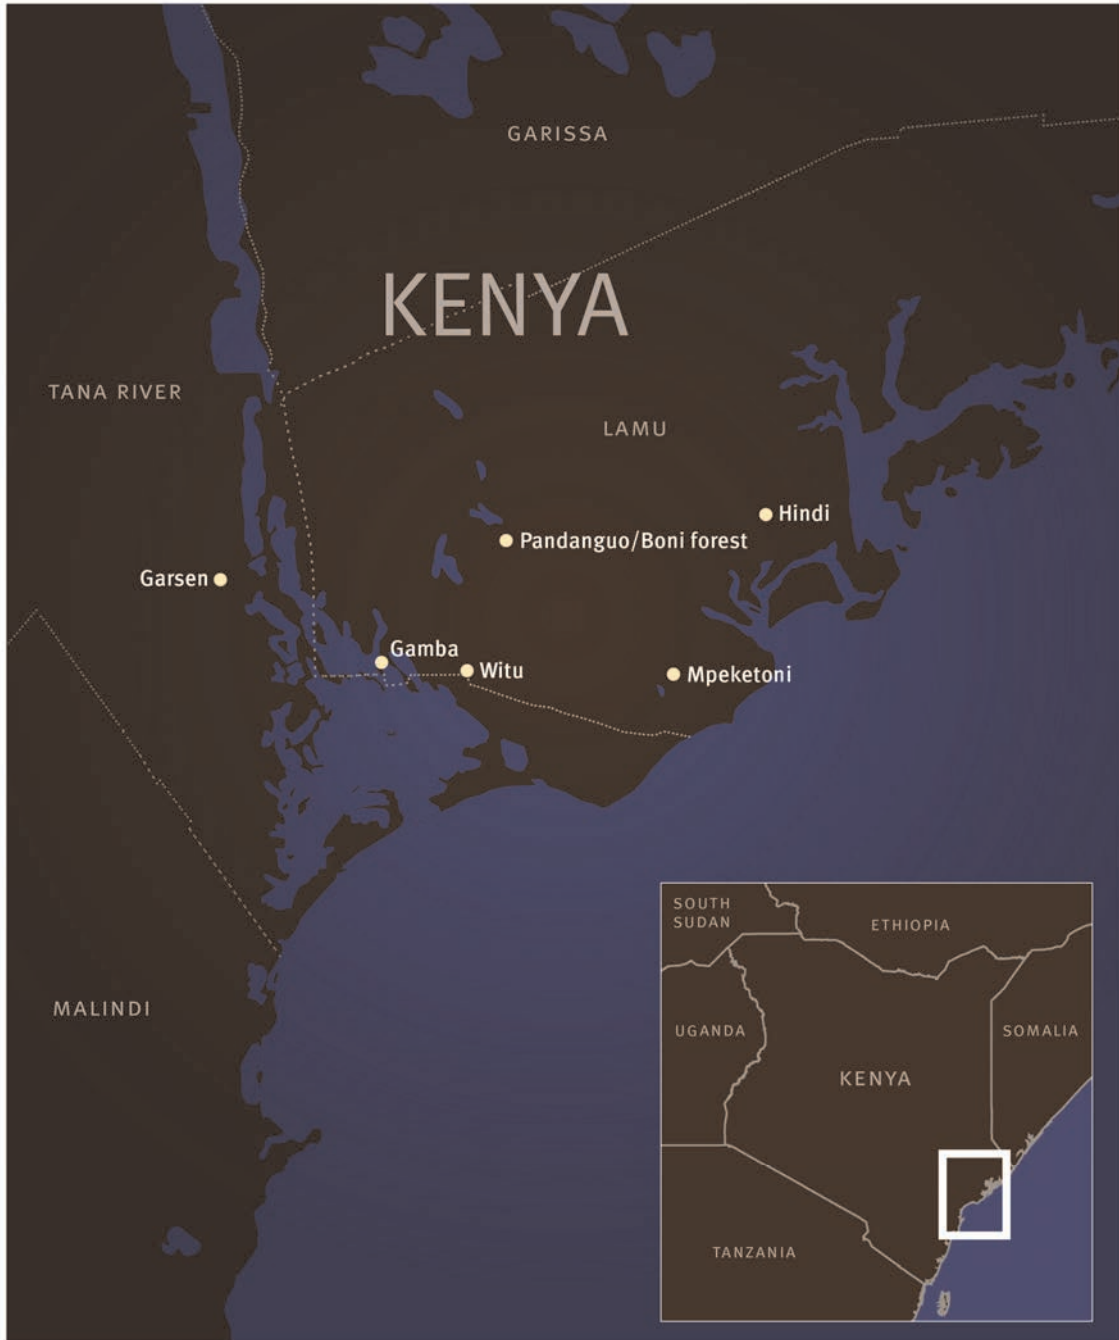 GARISSA
KENYA
TANA RIVER
LAMU
Hindi
Pandanguo/Boni forest
Garsen
Gamba
Witu
Mpeketoni
MALINDI
SOUTH
SUDAN
ETHIOPIA
UGANDA
SOMALIA
KENYA
TANZANIA